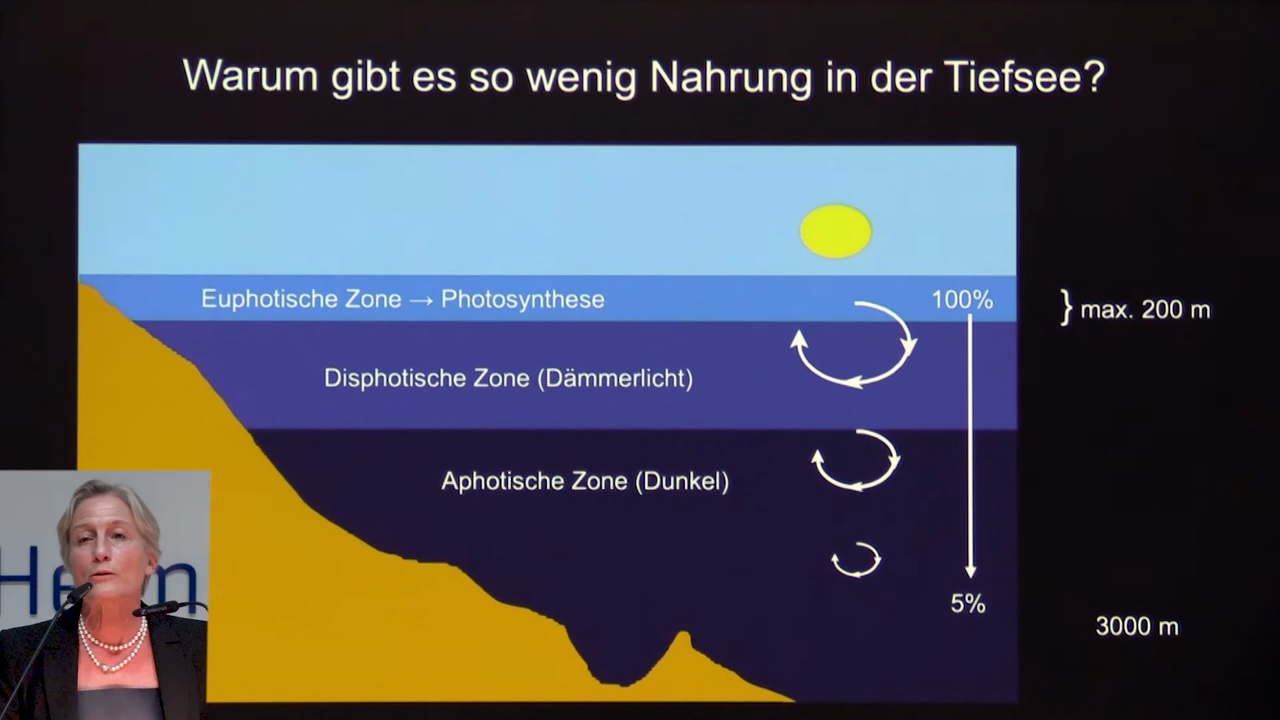 Warum gibt es so wenig Nahrung in der Tiefsee?
Euphotische Zone → Photosynthese
100%
} max. 200 m
Disphotische Zone (Dämmerlicht)
Aphotische Zone (Dunkel)
5%
3000 m